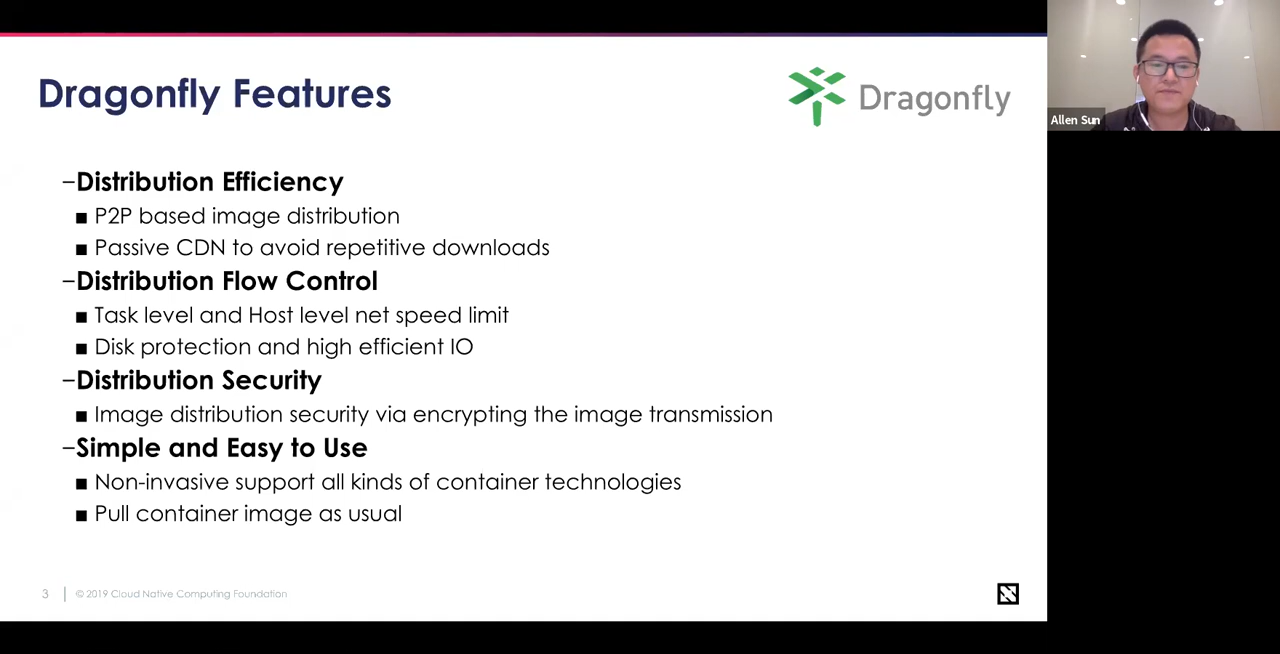 Dragonfly Features
Dragonfly
Allen Sun
–Distribution Efficiency
■ P2P based image distribution
■ Passive CDN to avoid repetitive downloads
–Distribution Flow Control
■ Task level and Host level net speed limit
■ Disk protection and high efficient IO
–Distribution Security
■ Image distribution security via encrypting the image transmission
–Simple and Easy to Use
■ Non-invasive support all kinds of container technologies
■ Pull container image as usual
3 | © 2019 Cloud Native Computing Foundation